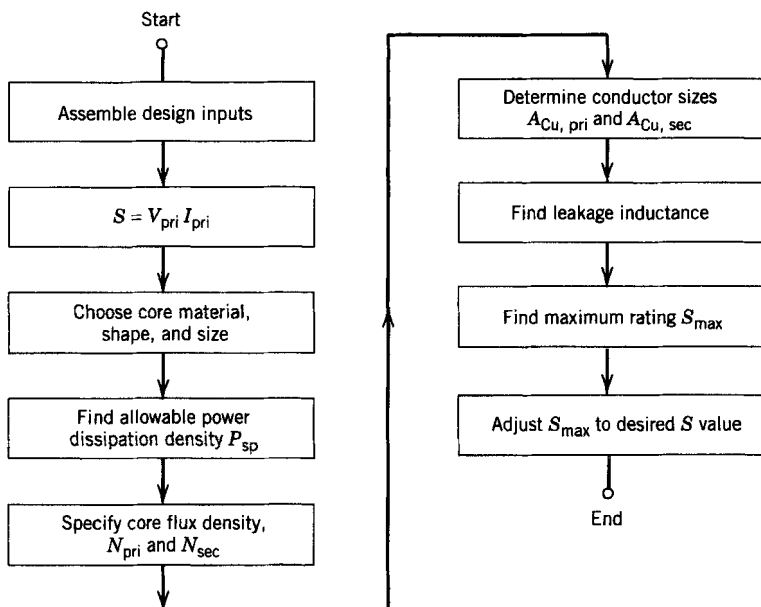 Start
Assemble design inputs
S = V_pri I_pri
Choose core material,
shape, and size
Find allowable power
dissipation density P_sp
Specify core flux density,
N_pri and N_sec
Determine conductor sizes
A_Cu, pri and A_Cu, sec
Find leakage inductance
Find maximum rating S_max
Adjust S_max to desired S value
End